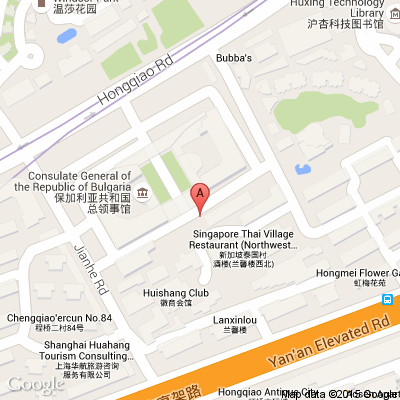 温莎花园
Huxing Technology
Library
沪杏科技图书馆
Bubba's
Hongqiao Rd
Consulate General of
the Republic of Bulgaria
保加利亚共和国
总领事馆
A
Singapore Thai Village
Restaurant (Northwest...
新加坡泰国村
酒楼(兰馨楼西北)
Jianhe Rd
Hongmei Flower Ga
虹梅花苑
Huishang Club
徽商会馆
Chengqiao'ercun No.84
程桥二村84号
Lanxinlou
兰馨楼
Yan'an Elevated Rd
Shanghai Huahang
Tourism Consulting...
上海华航旅游咨询
服务有限公司
高架路
Hongqiao Antique City
Map data ©2015 Google